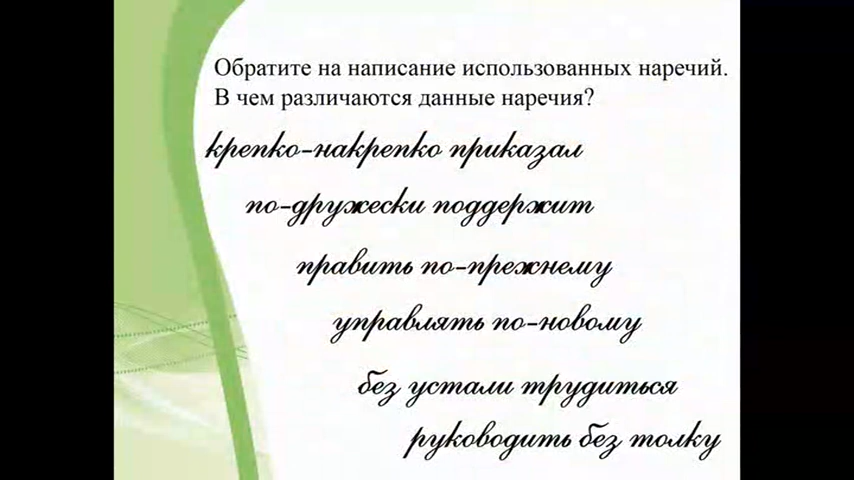 Обратите на написание использованных наречий.
В чем различаются данные наречия?
крепко-накрепко приказал
по-дружески поддержит
править по-прежнему
управлять по-новому
без устали трудиться
руководить без толку